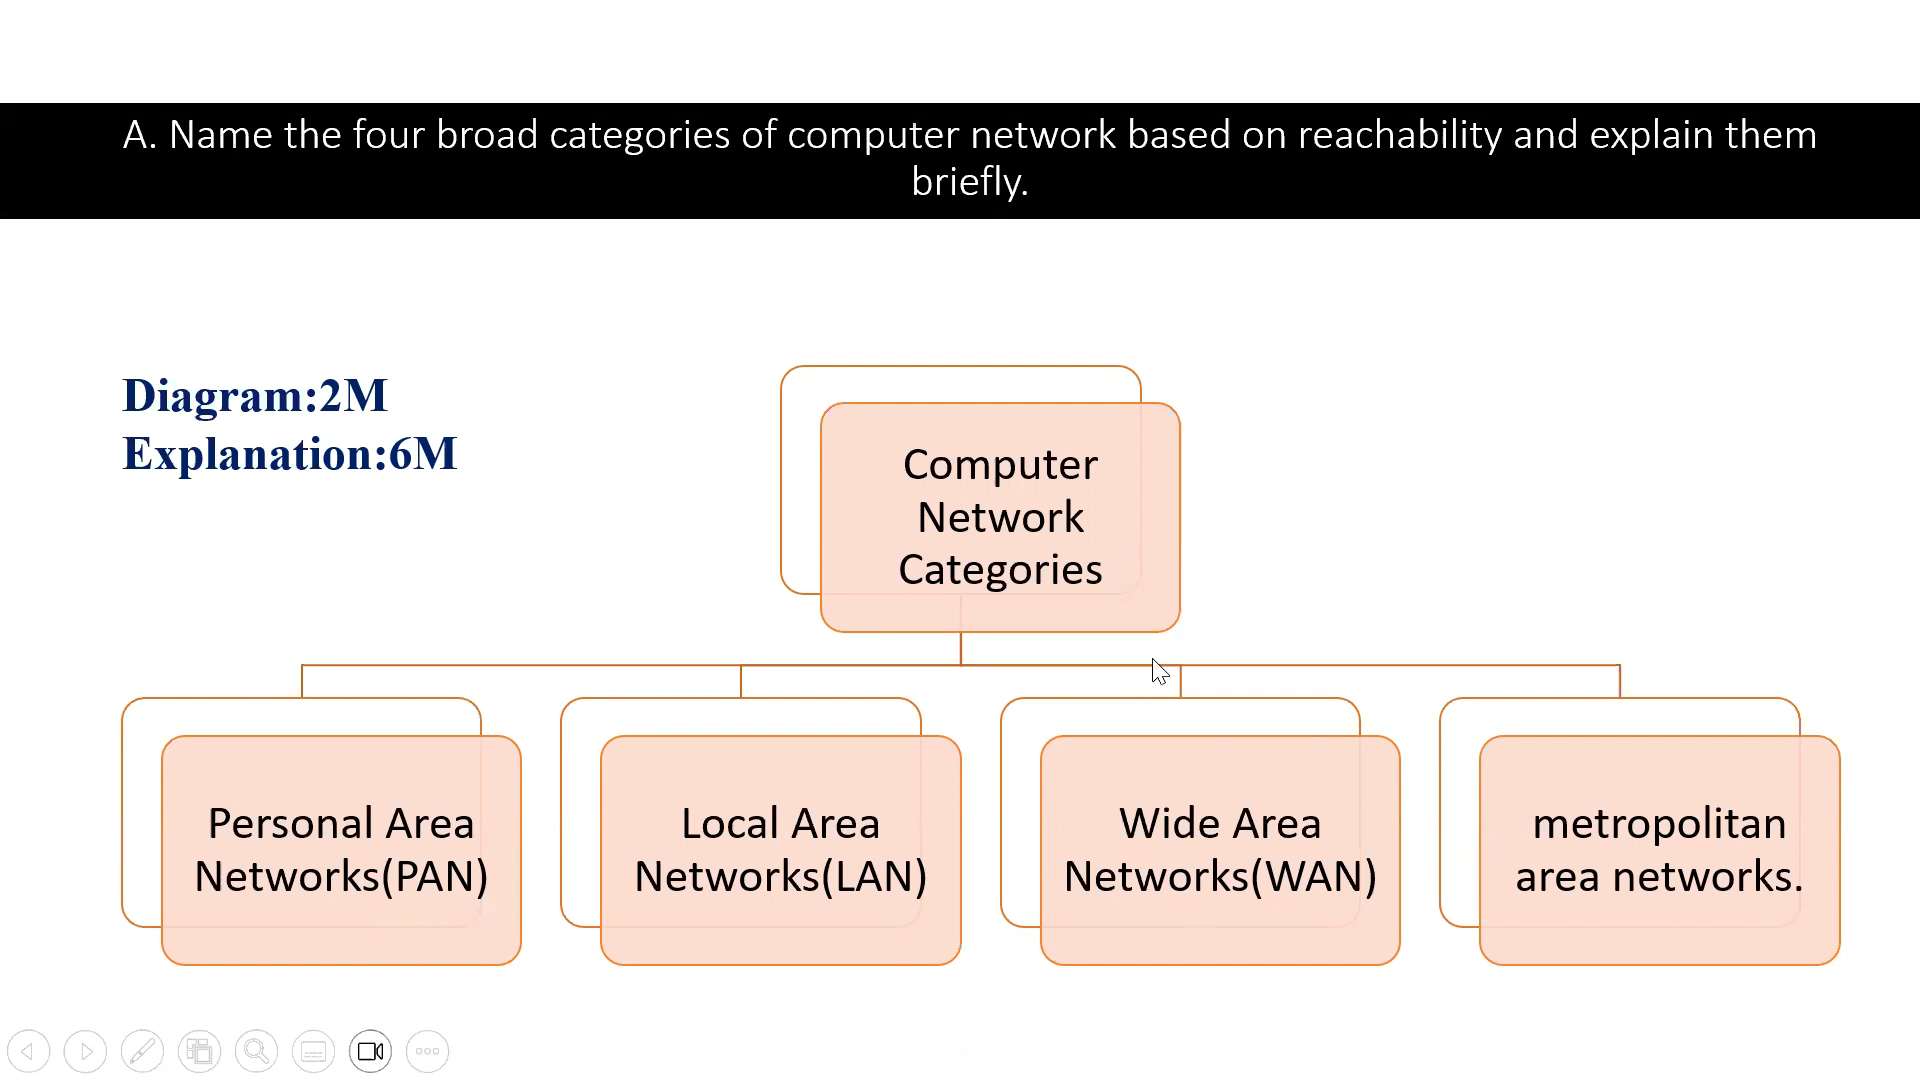 A. Name the four broad categories of computer network based on reachability and explain them
briefly.
Diagram:2M
Explanation:6M
Computer
Network
Categories
Personal Area
Networks(PAN)
Local Area
Networks(LAN)
Wide Area
Networks(WAN)
metropolitan
area networks.